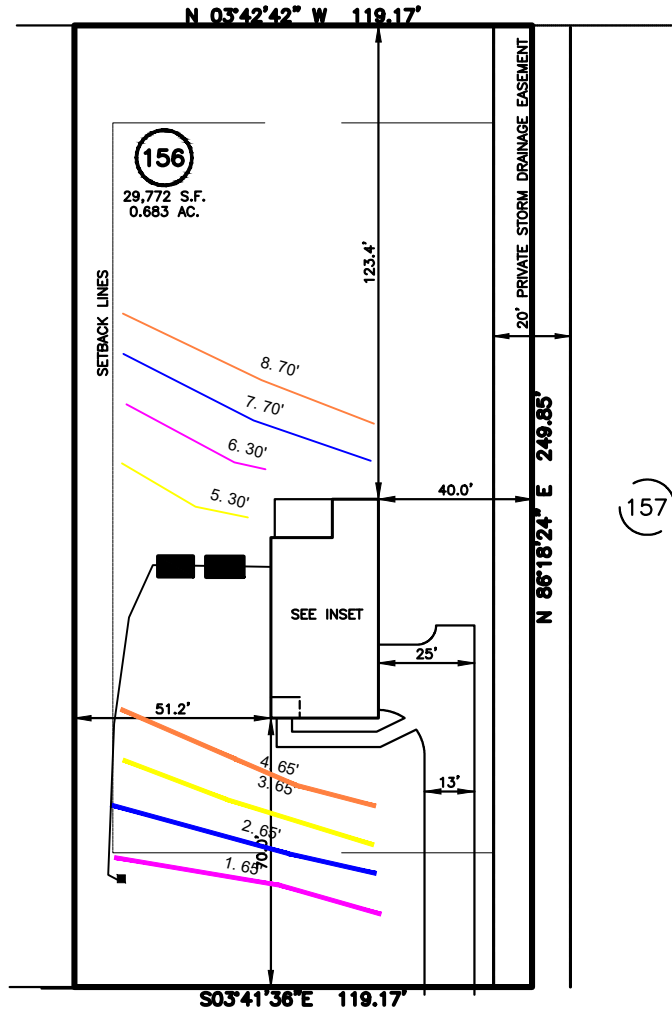 N 03°42'42" W 119.17'
156
29,772 S.F.
0.683 AC.
SETBACK LINES
123.4'
20' PRIVATE STORM DRAINAGE EASEMENT
8. 70'
7. 70'
6. 30'
5. 30'
40.0'
N 86°18'24" E 249.85'
157
SEE INSET
25'
51.2'
4. 65'
3. 65'
13'
2. 65'
70.0'
1. 65'
S03°41'36"E 119.17'